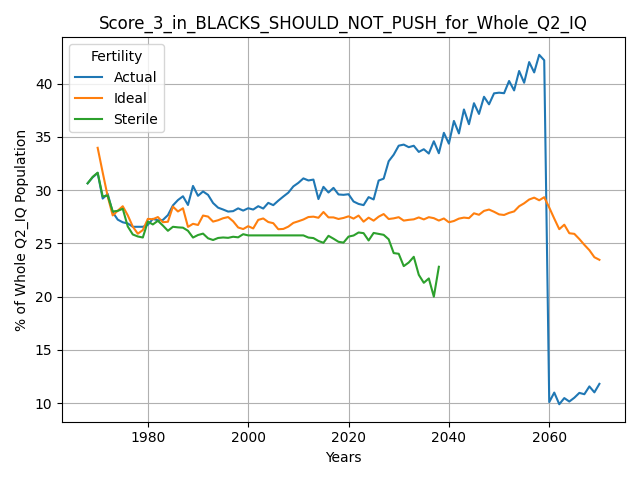 Score_3_in_BLACKS_SHOULD_NOT_PUSH_for_Whole_Q2_IQ
Fertility
Actual
Ideal
Sterile
% of Whole Q2_IQ Population
40
35
30
25
20
15
10
1980
2000
2020
2040
2060
Years